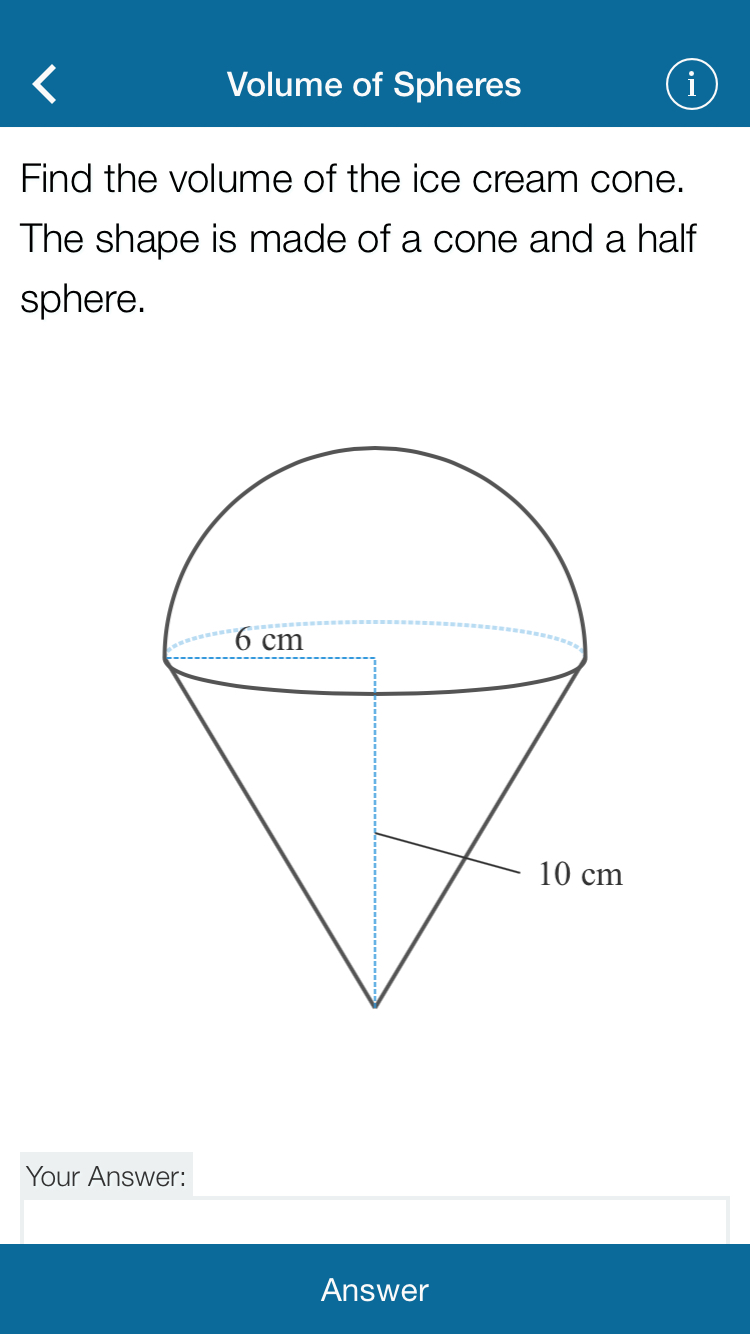 Volume of Spheres
i
Find the volume of the ice cream cone.
The shape is made of a cone and a half
sphere.
6 cm
10 cm
Your Answer:
Answer